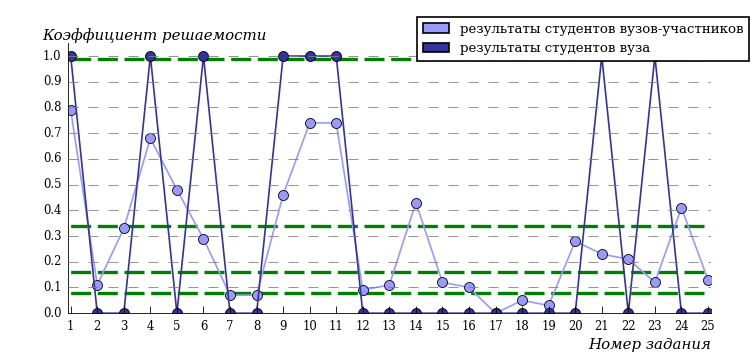 Коэффициент решаемости
результаты студентов вузов-участников
результаты студентов вуза
1.0
0.9
0.8
0.7
0.6
0.5
0.4
0.3
0.2
0.1
0.0
1 2 3 4 5 6 7 8 9 10 11 12 13 14 15 16 17 18 19 20 21 22 23 24 25
Номер задания